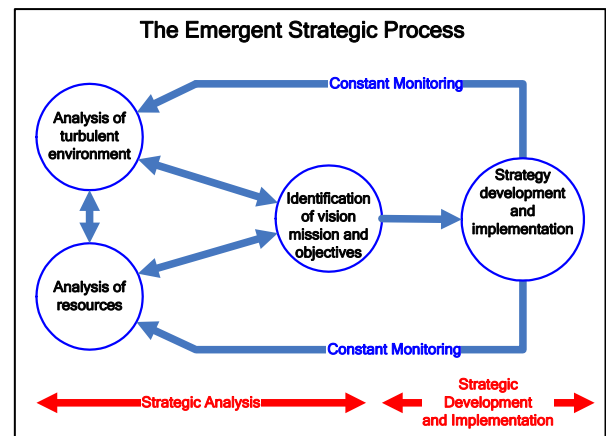 The Emergent Strategic Process
Constant Monitoring
Analysis of
turbulent
environment
Identification
of vision
mission and
objectives
Strategy
development
and
implementation
Analysis of
resources
Constant Monitoring
Strategic Analysis
Strategic
Development
and Implementation